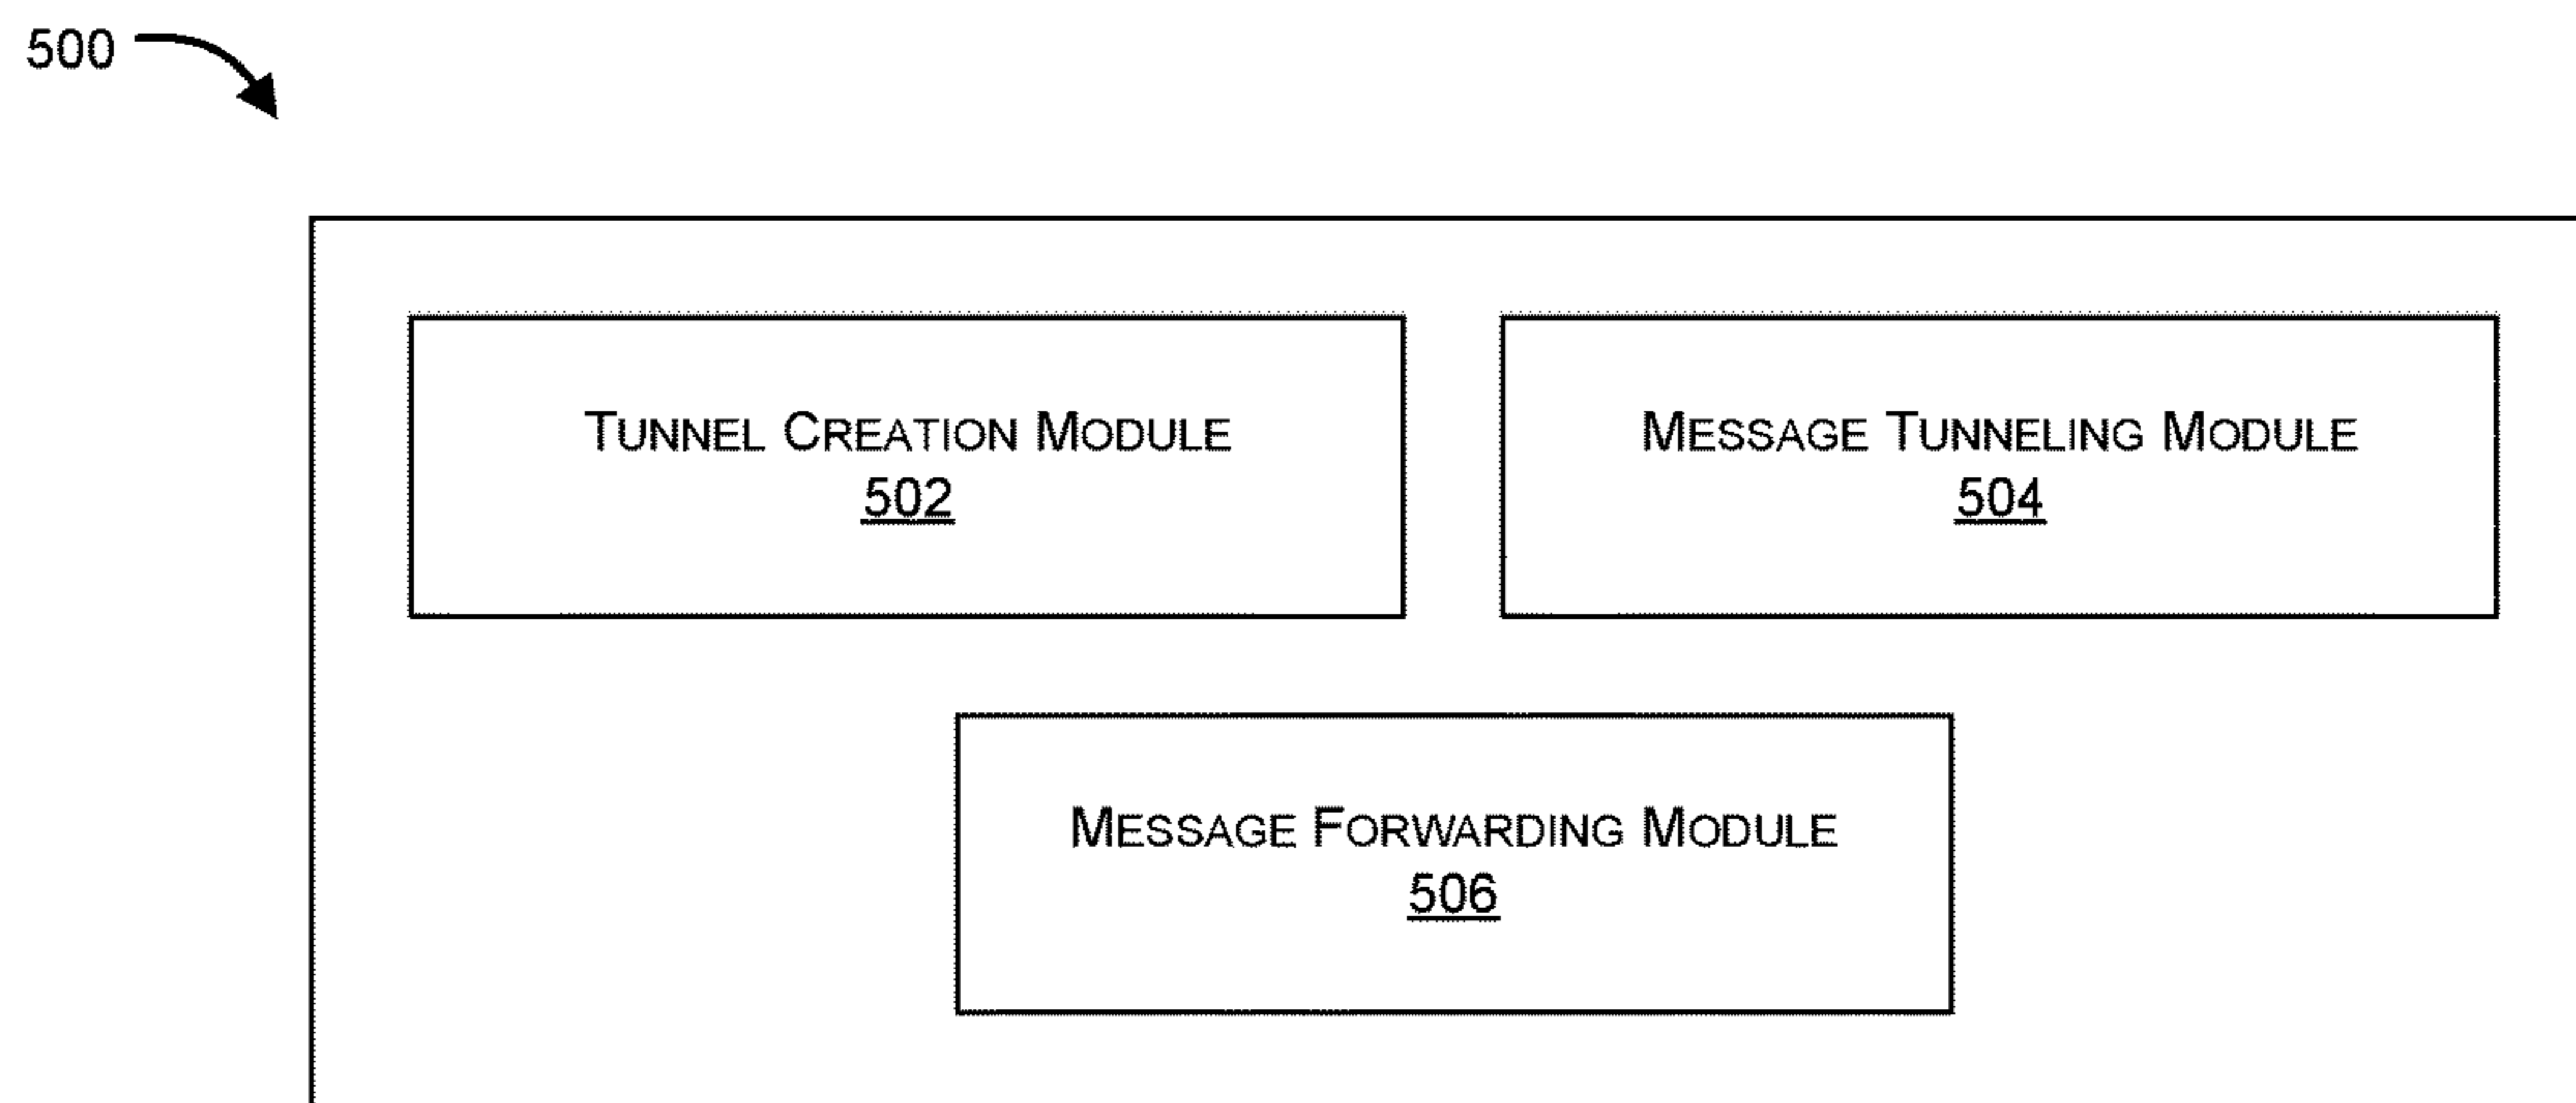 500
TUNNEL CREATION MODULE
502
MESSAGE TUNNELING MODULE
504
MESSAGE FORWARDING MODULE
506